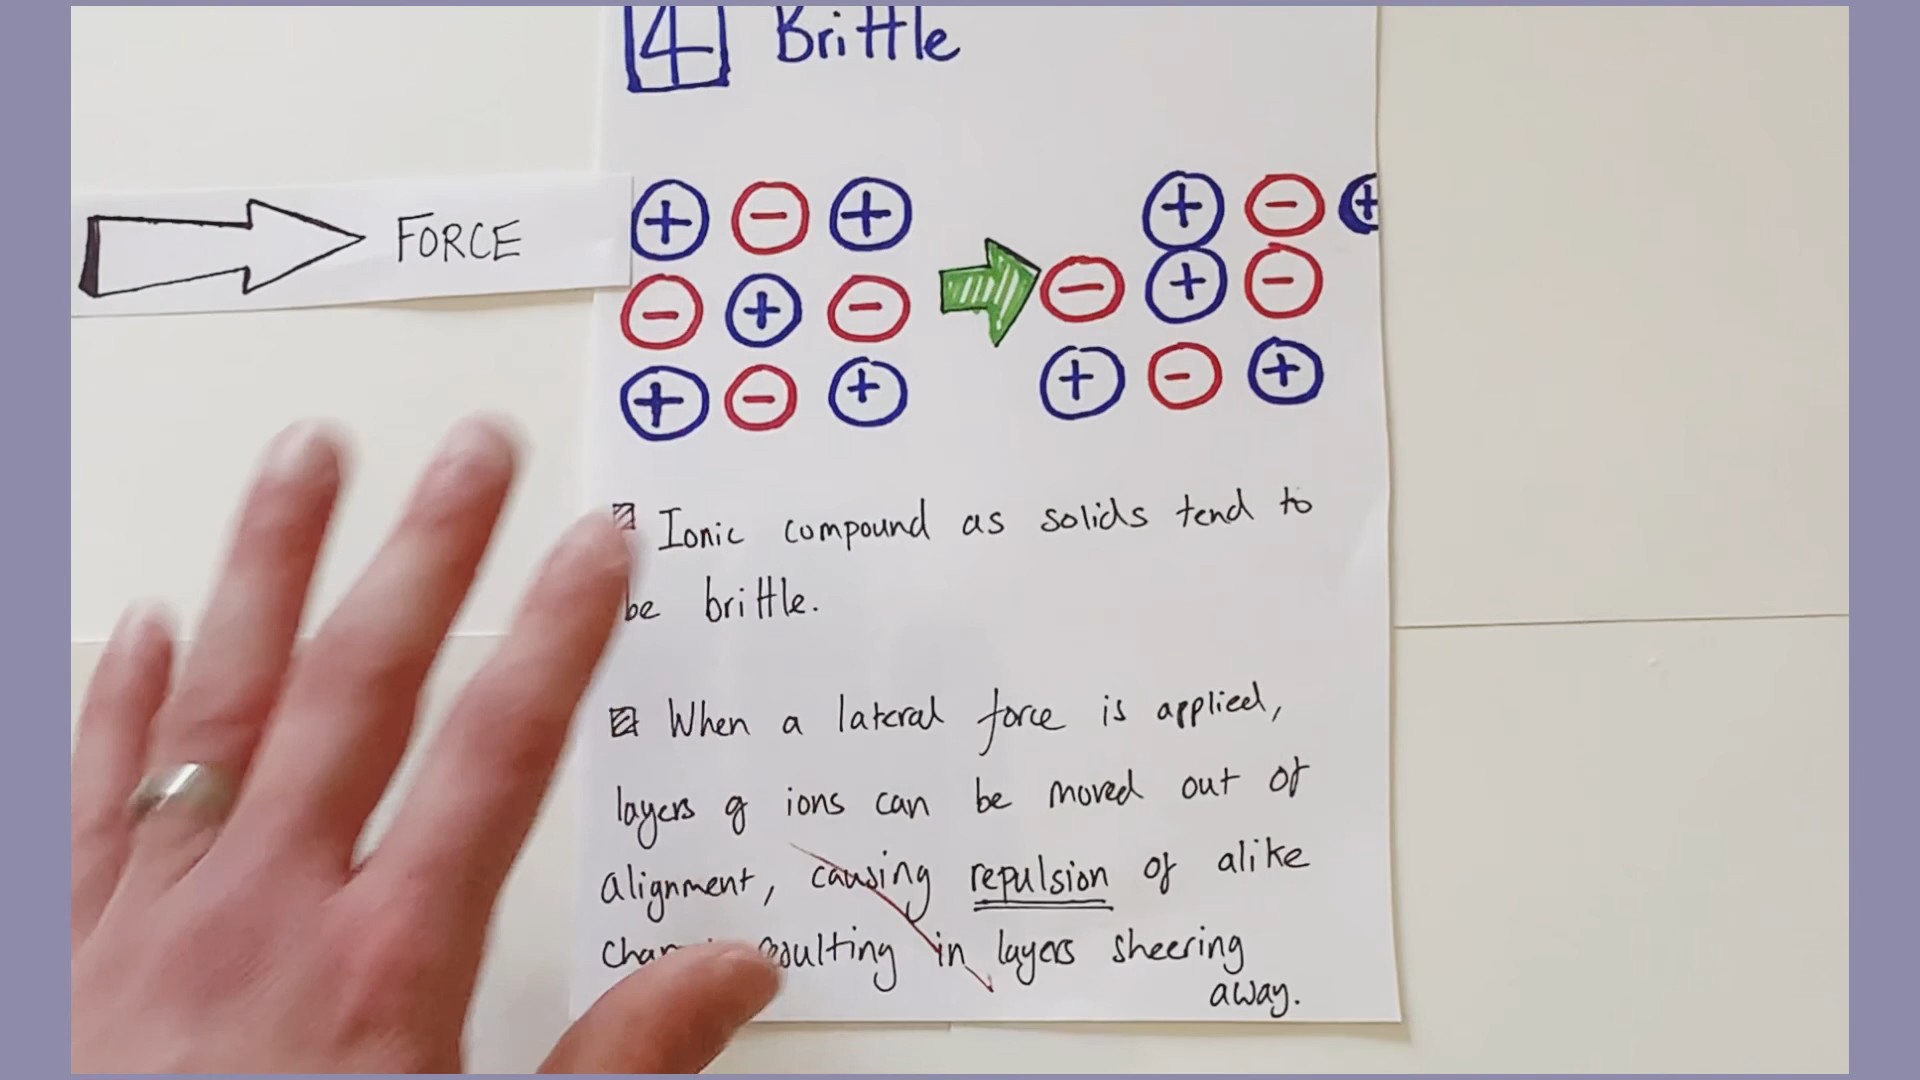 4 Brittle
FORCE
+ - + + - +
- + - - + -
+ - + + - +
Ionic compound as solids tend to
be brittle.
When a lateral force is applied,
layers of ions can be moved out of
alignment, causing repulsion of alike
in layers sheering
away.